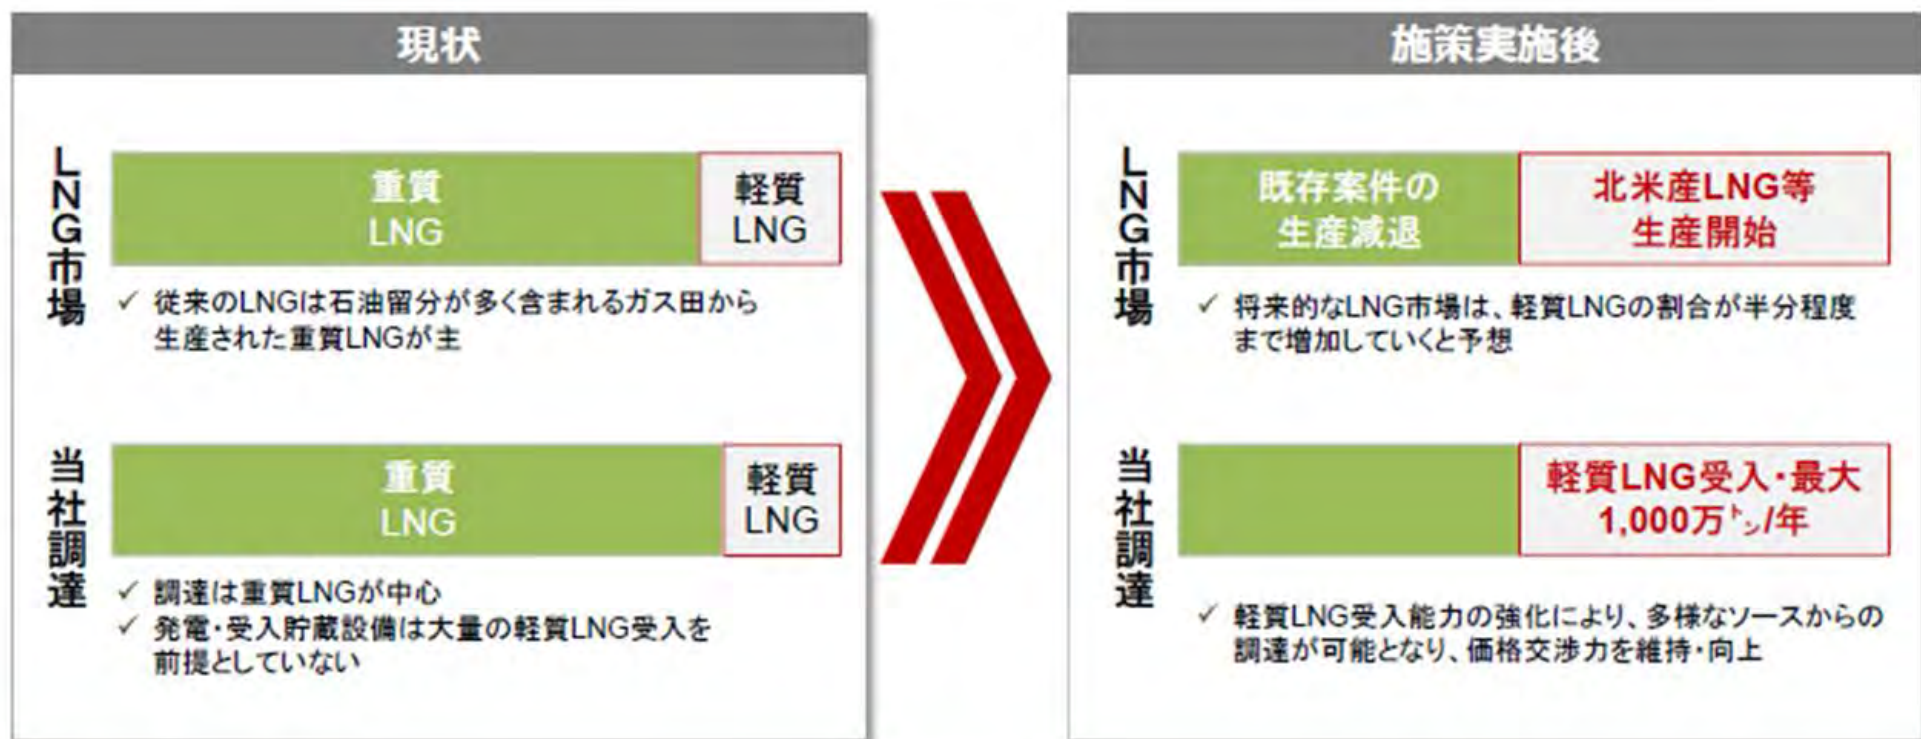 現状
LNG市場
重質
LNG
軽質
LNG
✓ 従来のLNGは石油留分が多く含まれるガス田から
生産された重質LNGが主
当社調達
重質
LNG
軽質
LNG
✓ 調達は重質LNGが中心
✓ 発電・受入貯蔵設備は大量の軽質LNG受入を
前提としていない
施策実施後
LNG市場
既存案件の
生産減退
北米産LNG等
生産開始
✓ 将来的なLNG市場は、軽質LNGの割合が半分程度
まで増加していくと予想
当社調達
軽質LNG受入・最大
1,000万㌧/年
✓ 軽質LNG受入能力の強化により、多様なソースからの
調達が可能となり、価格交渉力を維持・向上